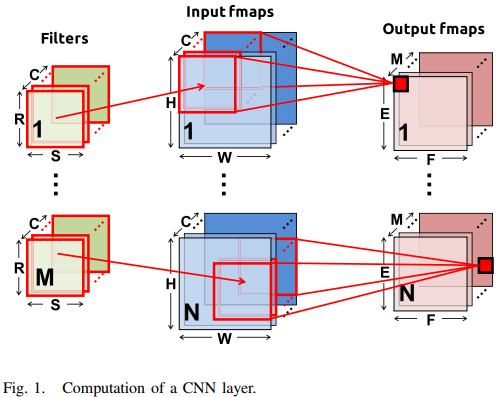 Filters
Input fmaps
Output fmaps
C
R
1
S
C
H
1
W
M
E
1
F
C
R
M
S
C
H
N
W
M
E
N
F
Fig. 1. Computation of a CNN layer.